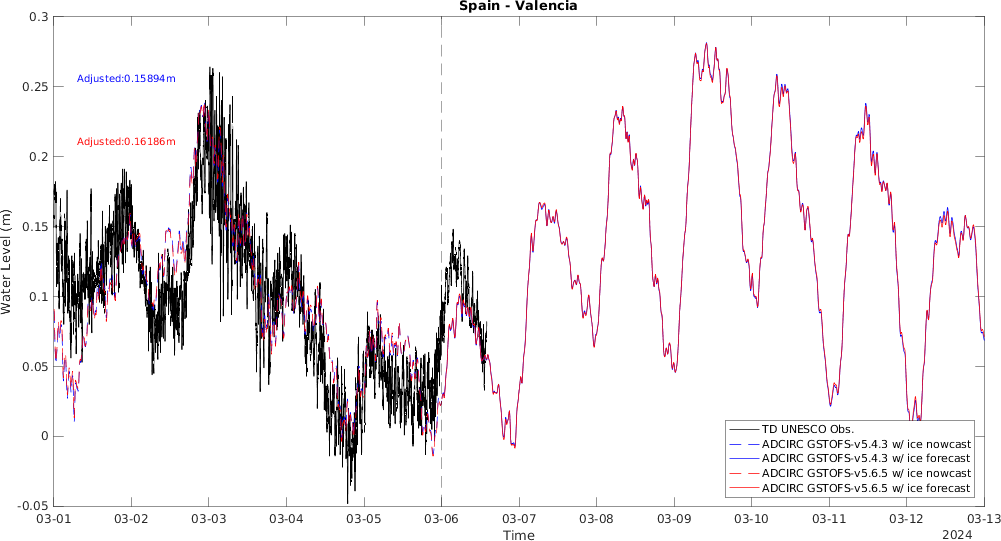 Spain - Valencia
0.3
0.25
0.2
0.15
0.1
0.05
0
-0.05
Water Level (m)
Adjusted:0.15894m
Adjusted:0.16186m
TD UNESCO Obs.
ADCIRC GSTOFS-v5.4.3 w/ ice nowcast
ADCIRC GSTOFS-v5.4.3 w/ ice forecast
ADCIRC GSTOFS-v5.6.5 w/ ice nowcast
ADCIRC GSTOFS-v5.6.5 w/ ice forecast
03-01 03-02 03-03 03-04 03-05 03-06 03-07 03-08 03-09 03-10 03-11 03-12 03-13
Time
2024